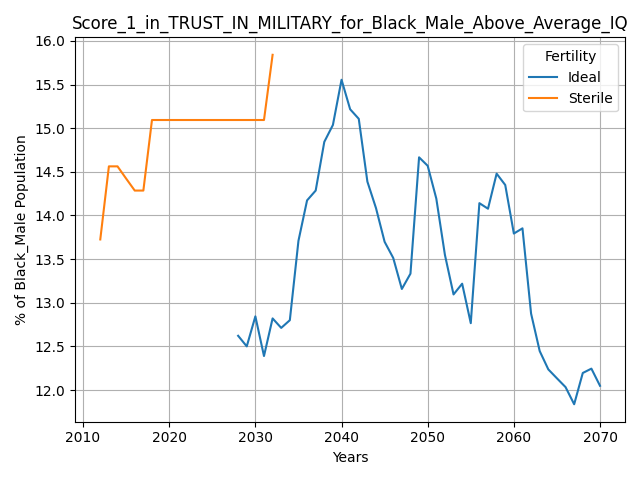 Score_1_in_TRUST_IN_MILITARY_for_Black_Male_Above_Average_IQ
16.0
15.5
15.0
14.5
14.0
13.5
13.0
12.5
12.0
% of Black_Male Population
Fertility
Ideal
Sterile
2010 2020 2030 2040 2050 2060 2070
Years